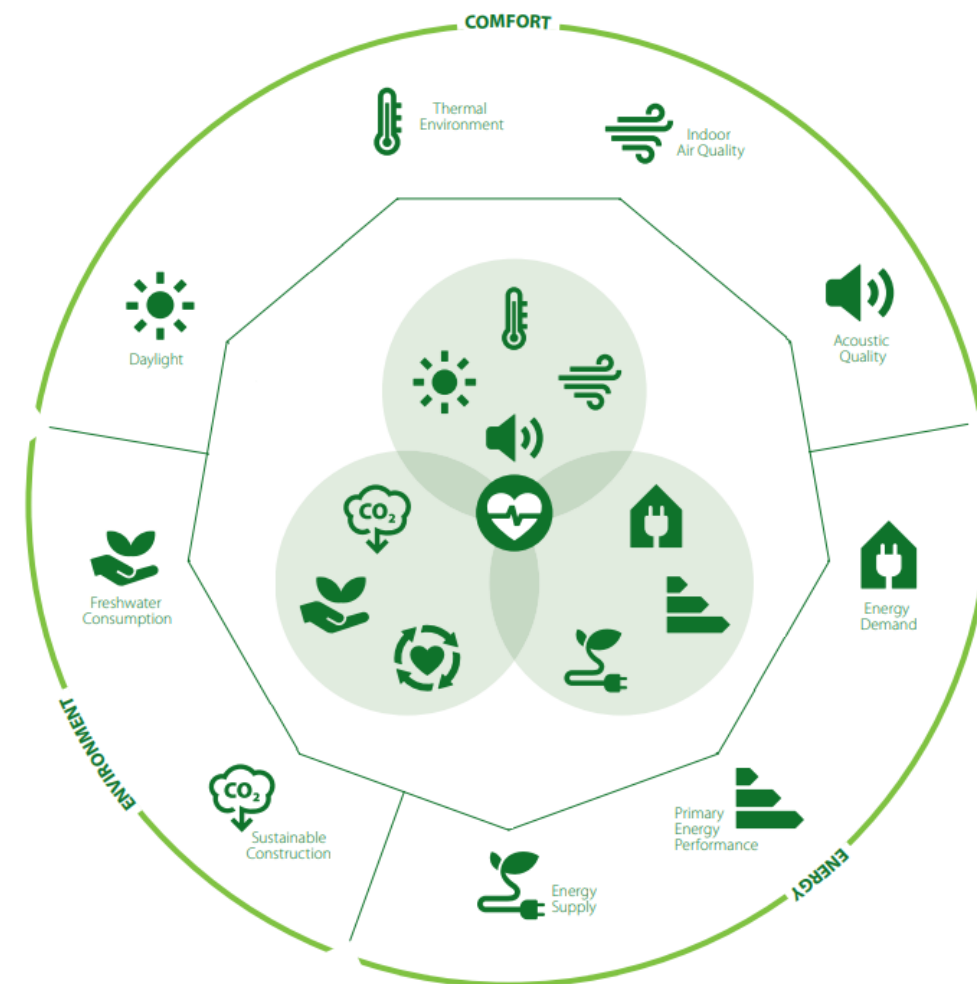 COMFORT
Thermal
Environment
Indoor
Air Quality
Daylight
Acoustic
Quality
CO₂
Freshwater
Consumption
Energy
Demand
ENVIRONMENT
CO₂
Sustainable
Construction
Primary
Energy
Performance
ENERGY
Energy
Supply